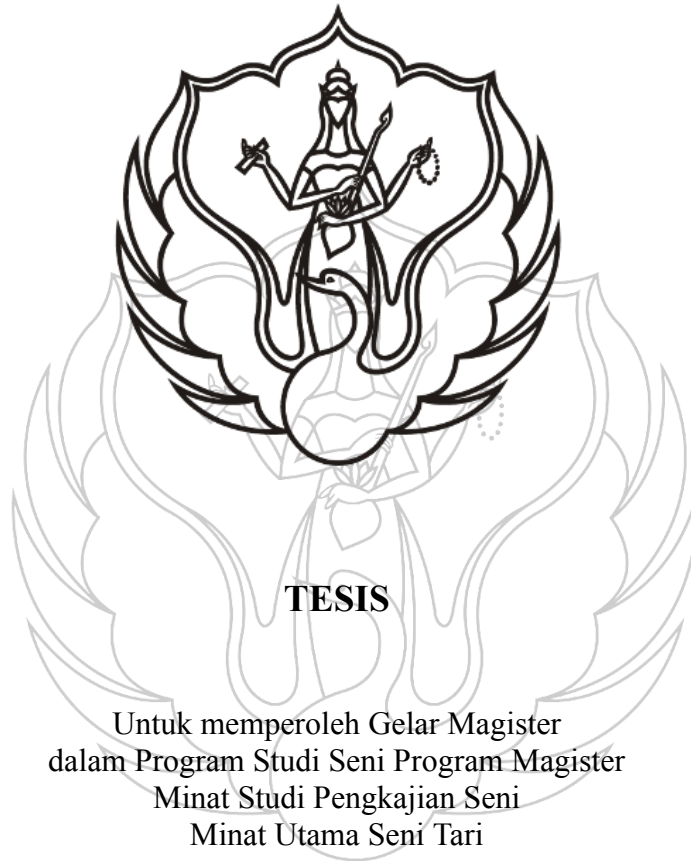 TESIS
Untuk memperoleh Gelar Magister
dalam Program Studi Seni Program Magister
Minat Studi Pengkajian Seni
Minat Utama Seni Tari